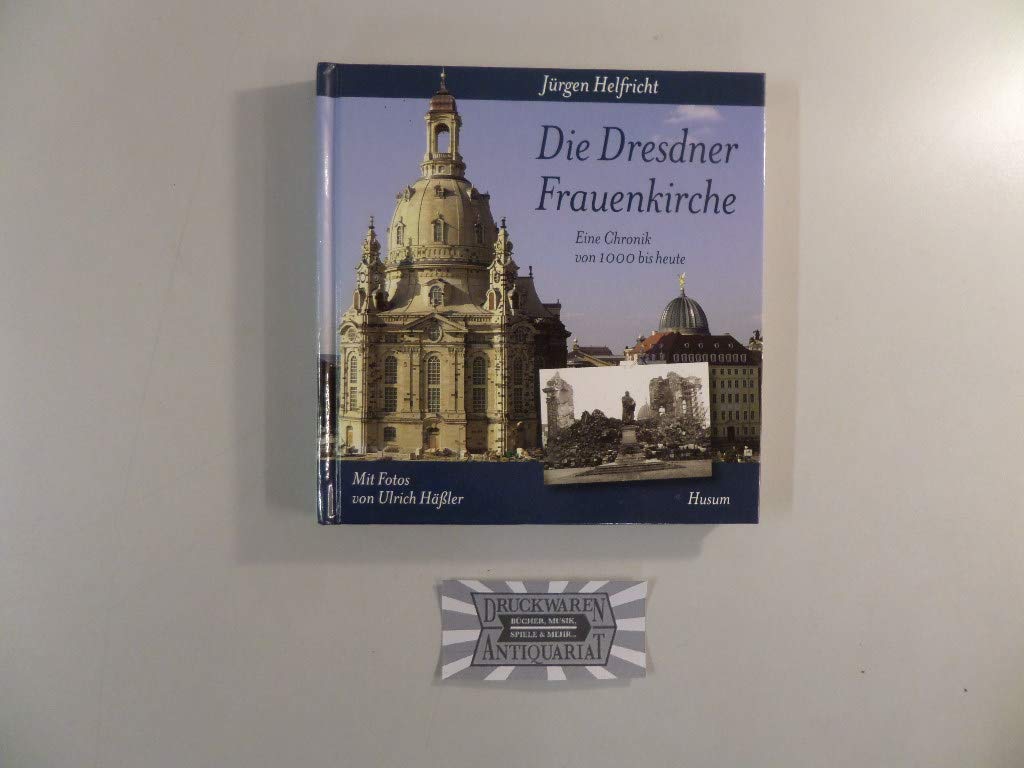 Jürgen Helfricht
Die Dresdner
Frauenkirche
Eine Chronik
von 1000 bis heute
Mit Fotos
von Ulrich Häßler
Husum
DRUCKWAREN
BÜCHER, MUSIK,
SPIELE & MEHR...
ANTIQUARIAT